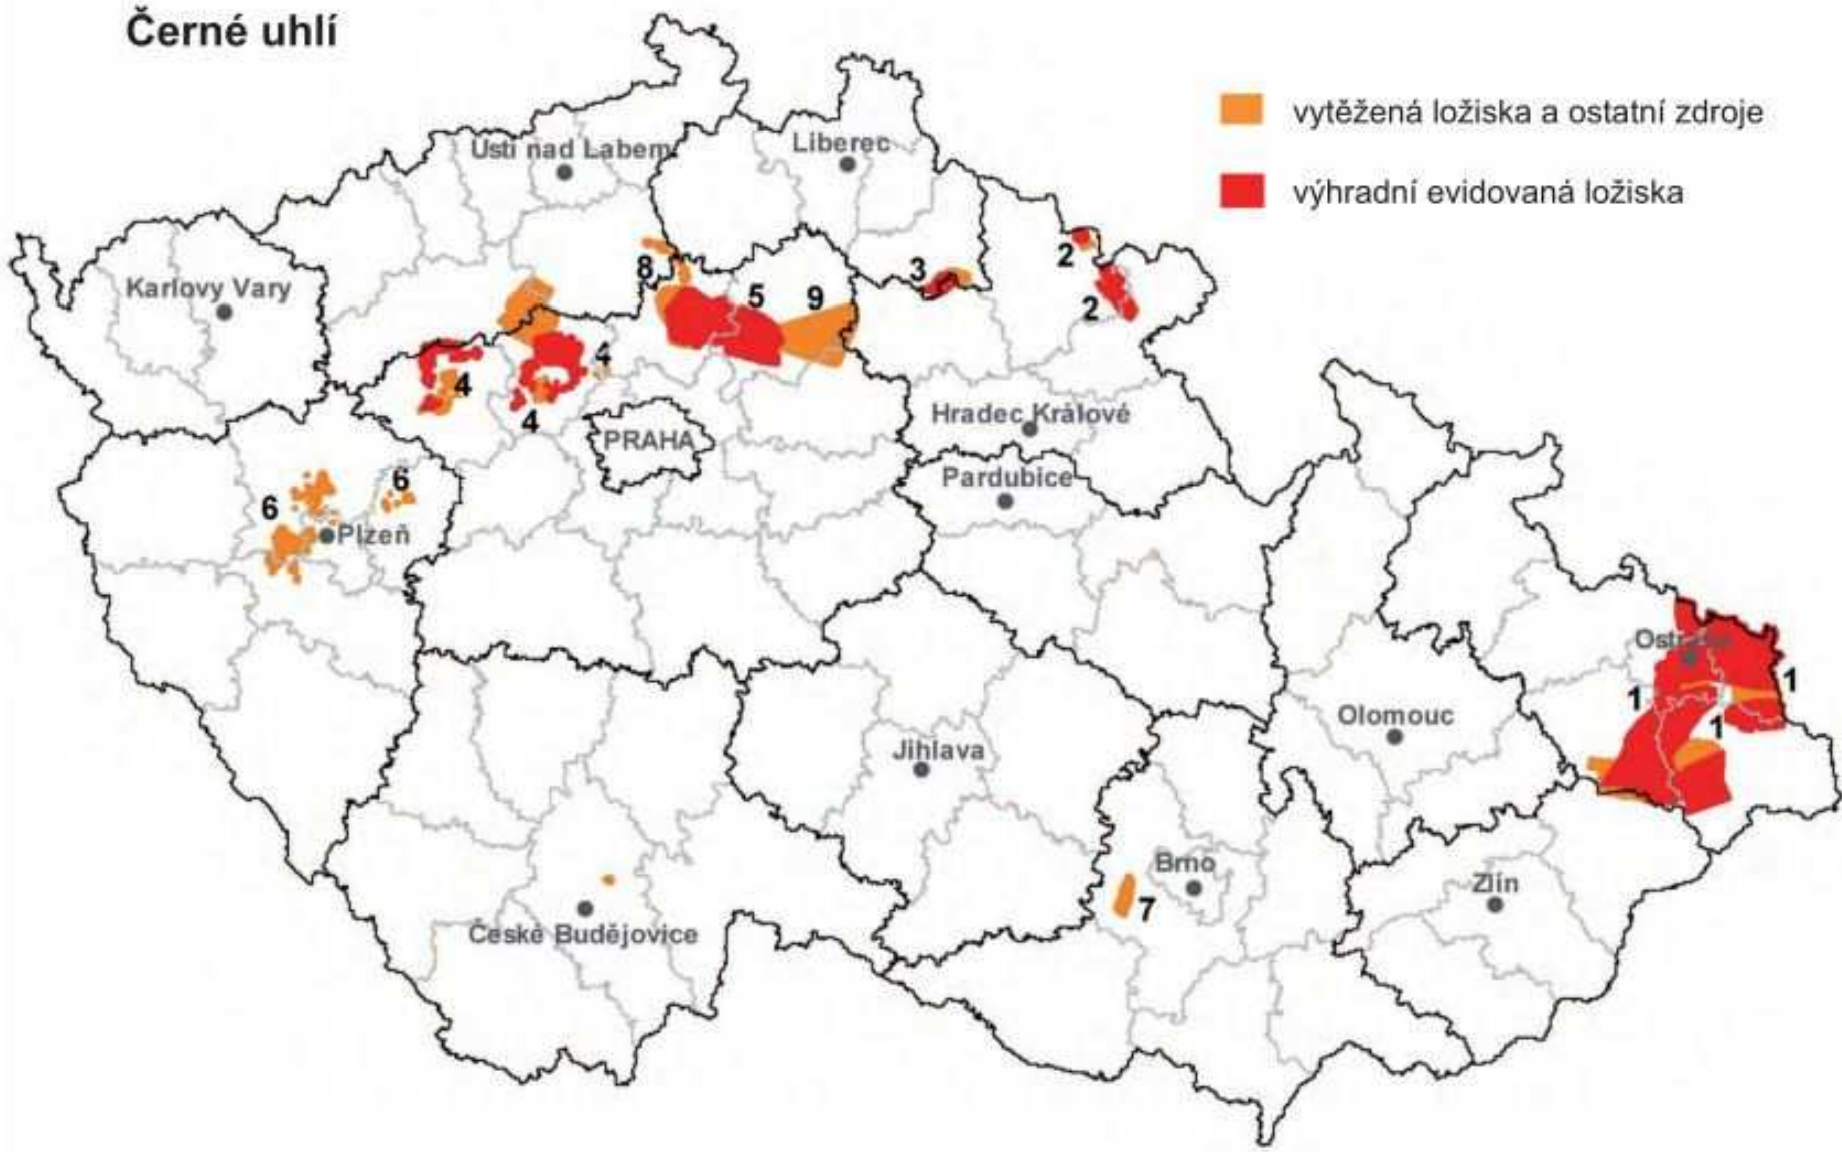 Černé uhlí
vytěžená ložiska a ostatní zdroje
výhradní evidovaná ložiska
Ústí nad Labem
Liberec
Karlovy Vary
8
5
9
3
2
2
4
4
4
PRAHA
Hradec Králové
Pardubice
6
6
Plzeň
Ostrava
1
1
1
Olomouc
Jihlava
Brno
7
Zlín
České Budějovice